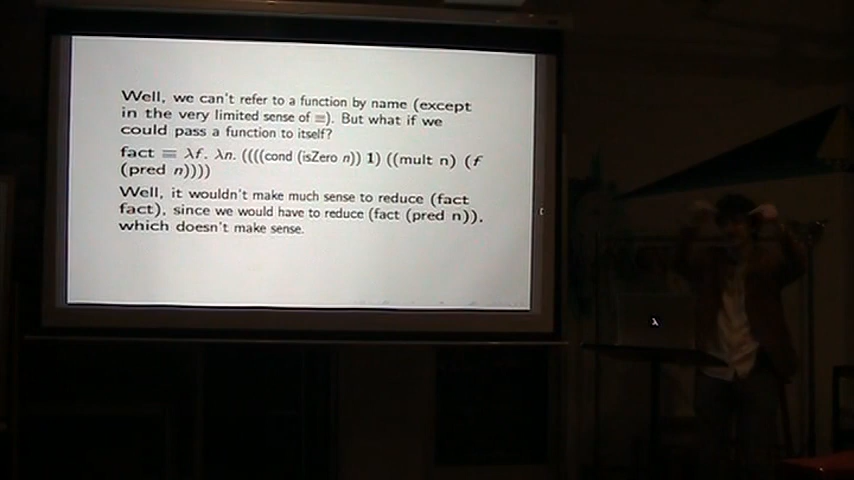 Well, we can't refer to a function by name (except
in the very limited sense of ≡). But what if we
could pass a function to itself?
fact ≡ λf. λn. ((((cond (isZero n)) 1) ((mult n) (f
(pred n))))
Well, it wouldn't make much sense to reduce (fact
fact), since we would have to reduce (fact (pred n)),
which doesn't make sense.
λ